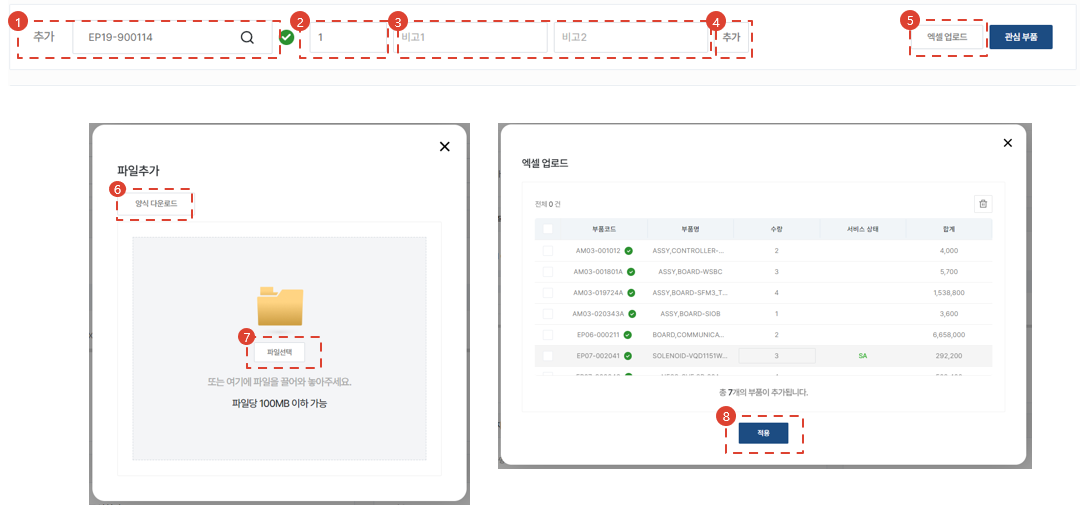 1 2 3 4 5
추가 EP19-900114 1 비고1 비고2 추가 엑셀 업로드 관심 부품
파일추가
6
양식 다운로드
7
파일선택
또는 여기에 파일을 끌어와 놓아주세요.
파일당 100MB 이하 가능
엑셀 업로드
전체 0 건
부품코드 부품명 수량 서비스 상태 합계
AM03-001012 ASSY,CONTROLLER-... 2 4,000
AM03-001801A ASSY,BOARD-WSBC 3 5,700
AM03-019724A ASSY,BOARD-SFM3_T... 4 1,538,800
AM03-020343A ASSY,BOARD-SIOB 1 3,600
EP06-000211 BOARD,COMMUNICA... 2 6,658,000
EP07-002041 SOLENOID-VQD1151W... 3 SA 292,200
총 7개의 부품이 추가됩니다.
8
적용